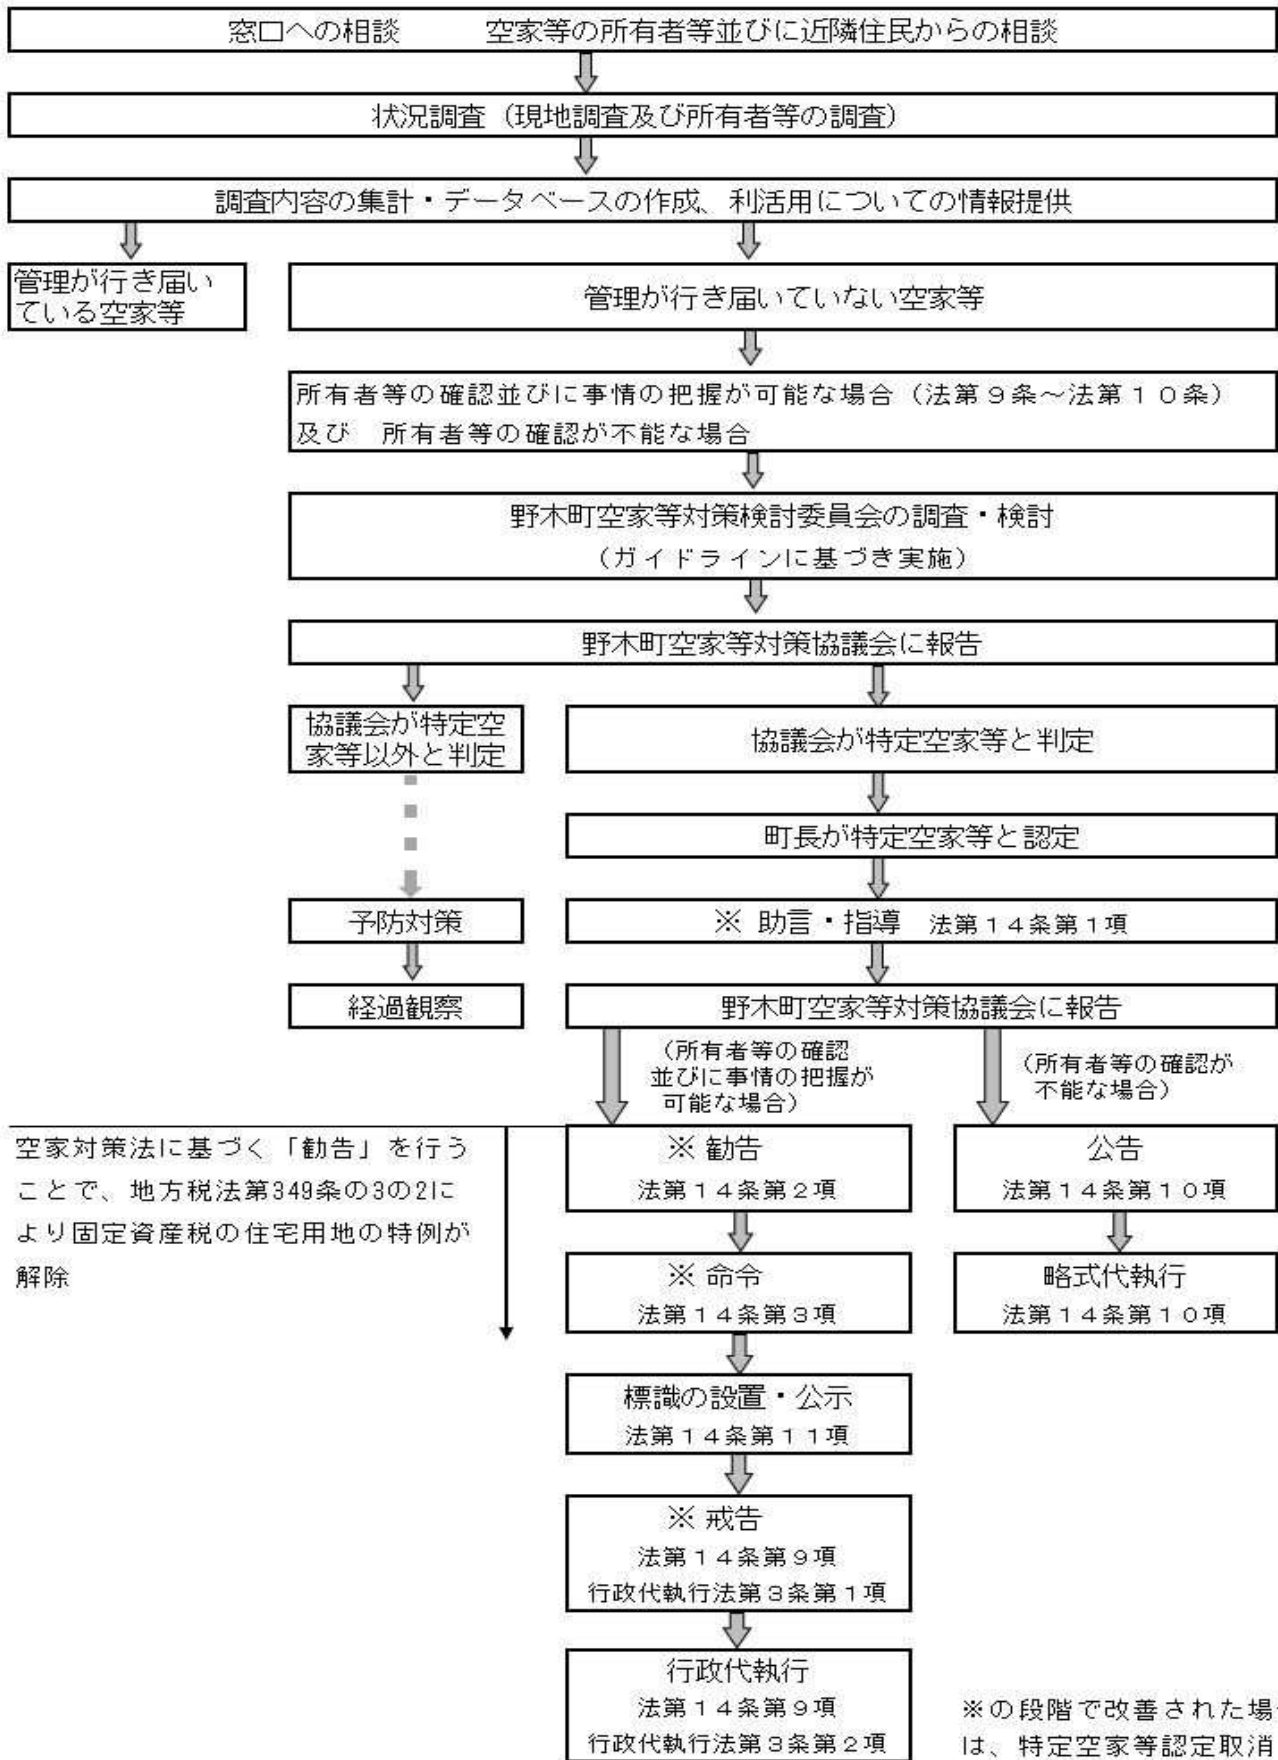 窓口への相談　空家等の所有者等並びに近隣住民からの相談
状況調査（現地調査及び所有者等の調査）
調査内容の集計・データベースの作成、利活用についての情報提供
管理が行き届い
ている空家等
管理が行き届いていない空家等
所有者等の確認並びに事情の把握が可能な場合（法第９条～法第１０条）
及び　所有者等の確認が不能な場合
野木町空家等対策検討委員会の調査・検討
（ガイドラインに基づき実施）
野木町空家等対策協議会に報告
協議会が特定空
家等以外と判定
協議会が特定空家等と判定
町長が特定空家等と認定
予防対策
※ 助言・指導　法第１４条第１項
経過観察
野木町空家等対策協議会に報告
（所有者等の確認
並びに事情の把握が
可能な場合）
（所有者等の確認が
不能な場合）
空家対策法に基づく「勧告」を行う
ことで、地方税法第349条の3の2に
より固定資産税の住宅用地の特例が
解除
※ 勧告
法第１４条第２項
公告
法第１４条第１０項
※ 命令
法第１４条第３項
略式代執行
法第１４条第１０項
標識の設置・公示
法第１４条第１１項
※ 戒告
法第１４条第９項
行政代執行法第３条第１項
行政代執行
法第１４条第９項
行政代執行法第３条第２項
※の段階で改善された場
は、特定空家等認定取消